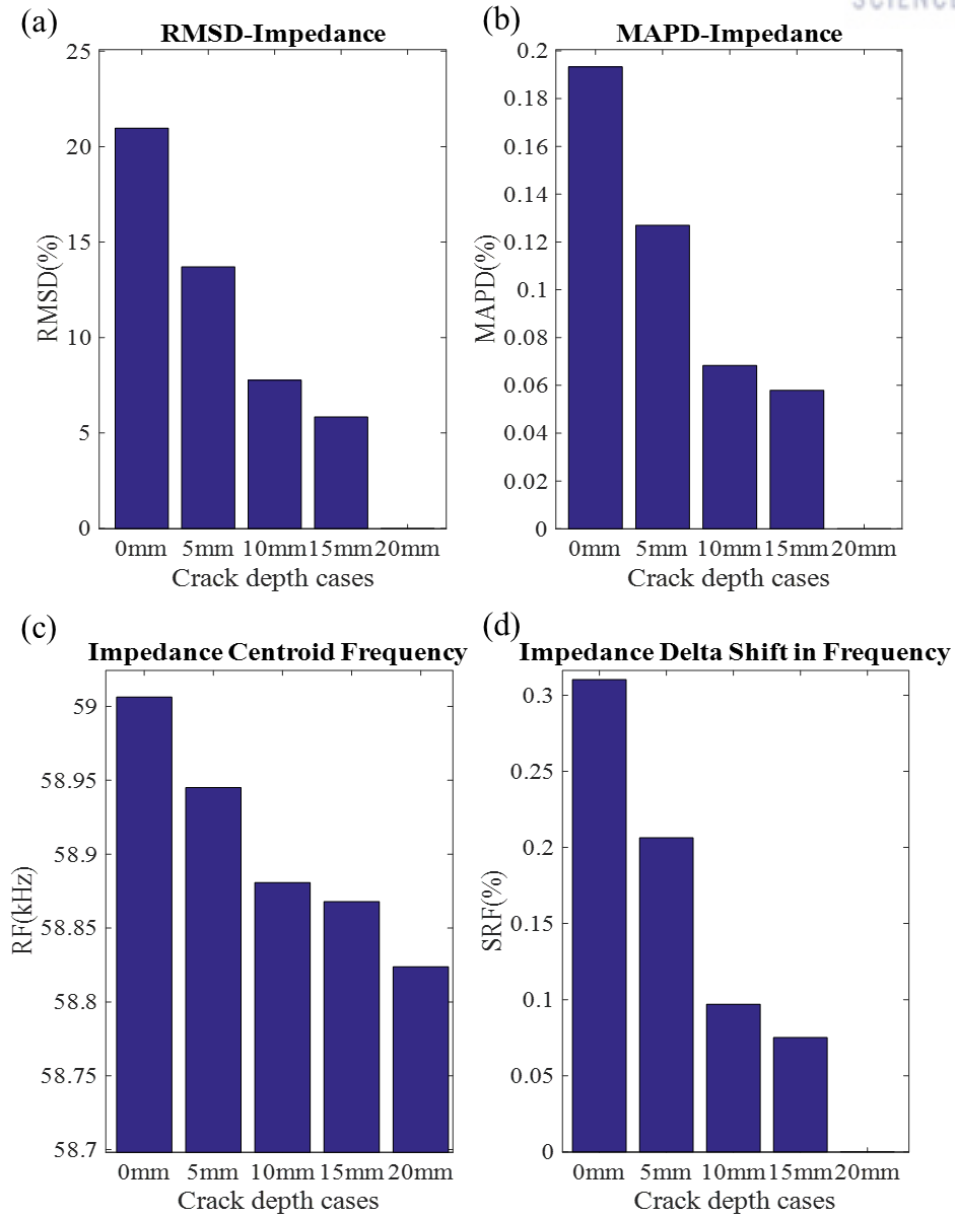 SCIENCE
(a)
RMSD-Impedance
25
20
15
10
5
0
RMSD(%)
0mm 5mm 10mm 15mm 20mm
Crack depth cases
(b)
MAPD-Impedance
0.2
0.18
0.16
0.14
0.12
0.1
0.08
0.06
0.04
0.02
0
MAPD(%)
0mm 5mm 10mm 15mm 20mm
Crack depth cases
(c)
Impedance Centroid Frequency
59
58.95
58.9
58.85
58.8
58.75
58.7
RF(kHz)
0mm 5mm 10mm 15mm 20mm
Crack depth cases
(d)
Impedance Delta Shift in Frequency
0.3
0.25
0.2
0.15
0.1
0.05
0
SRF(%)
0mm 5mm 10mm 15mm 20mm
Crack depth cases